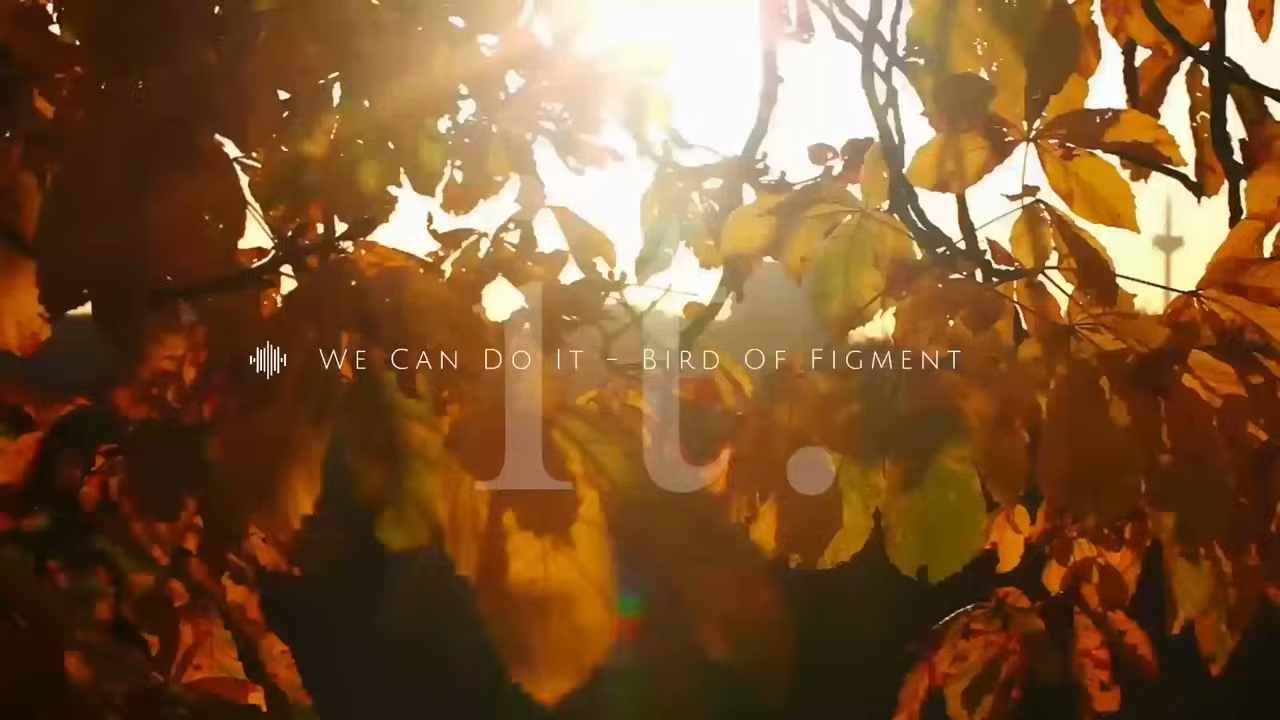 We Can Do It – Bird Of Figment
It.